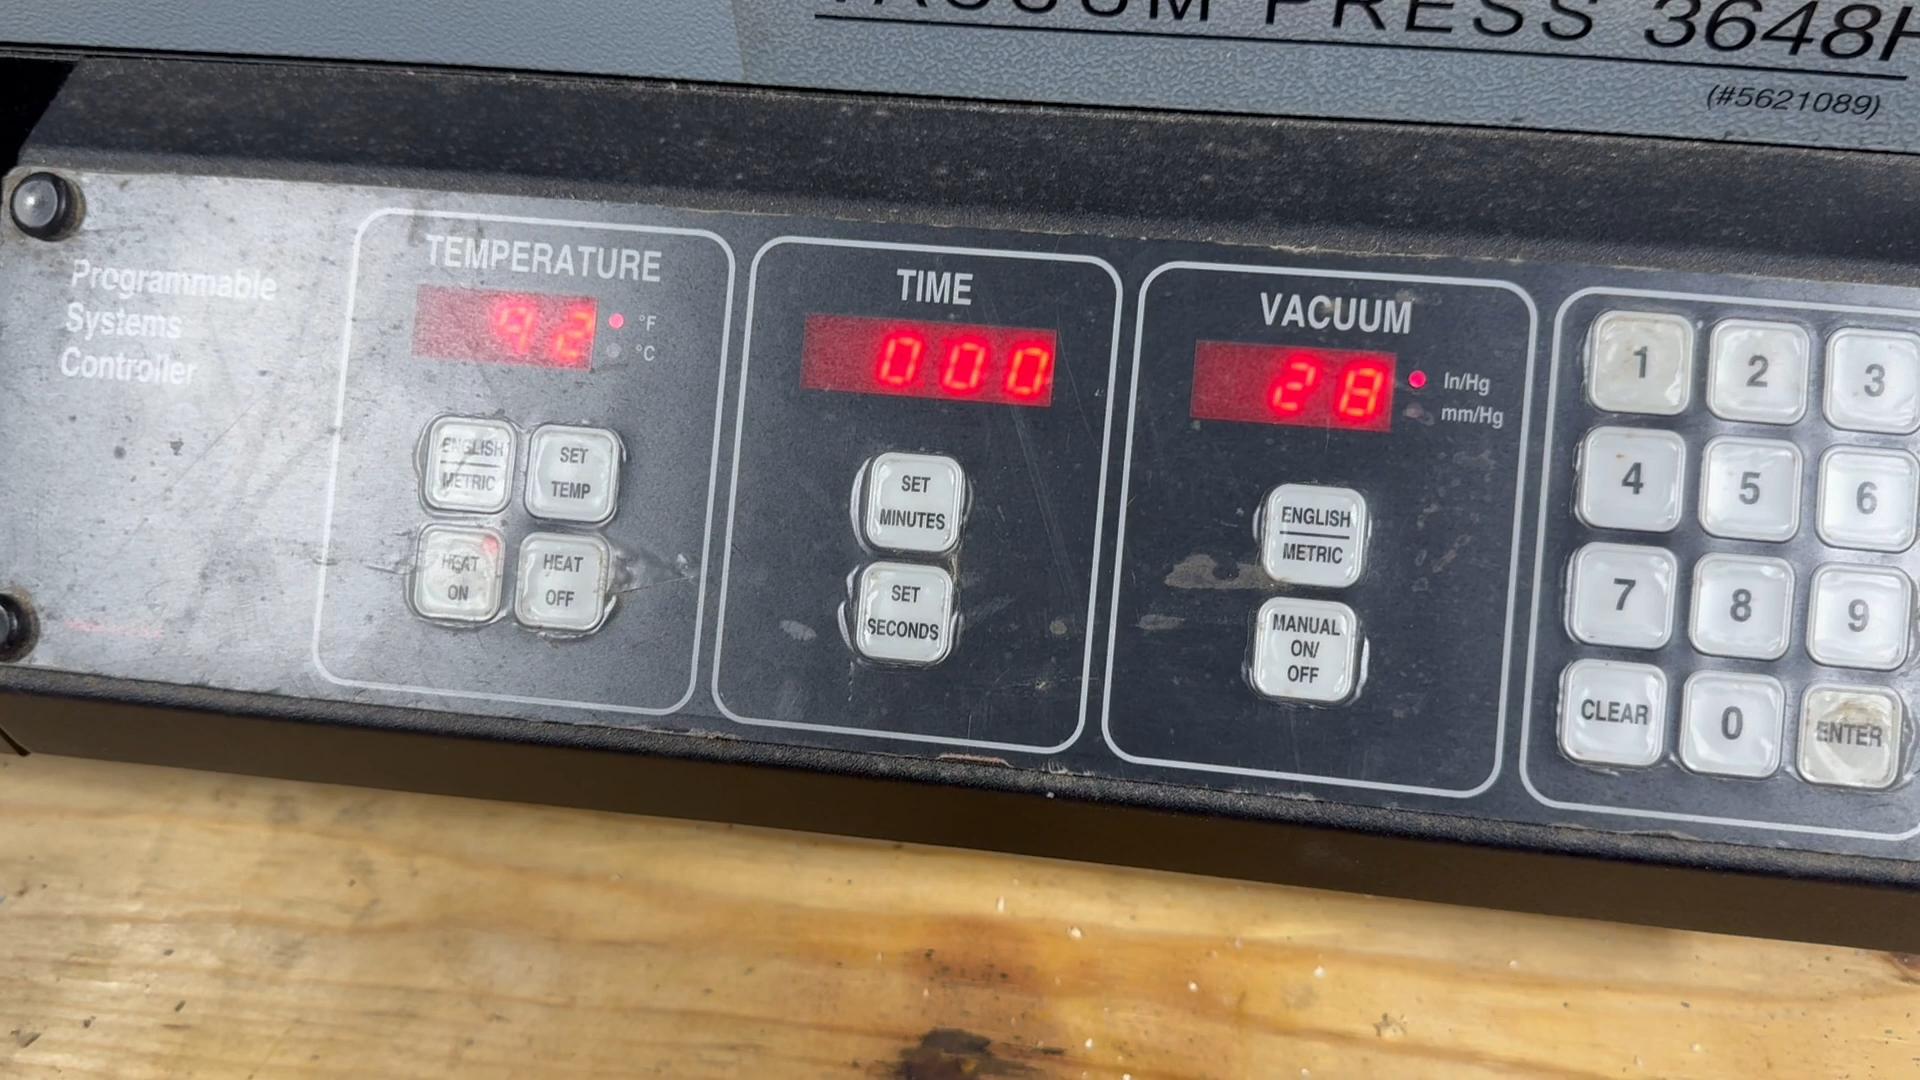 VACUUM PRESS 3648H
(#5621089)
Programmable
Systems
Controller
TEMPERATURE
92
°F
°C
ENGLISH
METRIC
SET
TEMP
HEAT
ON
HEAT
OFF
TIME
000
SET
MINUTES
SET
SECONDS
VACUUM
28
In/Hg
mm/Hg
ENGLISH
METRIC
MANUAL
ON/
OFF
1 2 3
4 5 6
7 8 9
CLEAR 0 ENTER